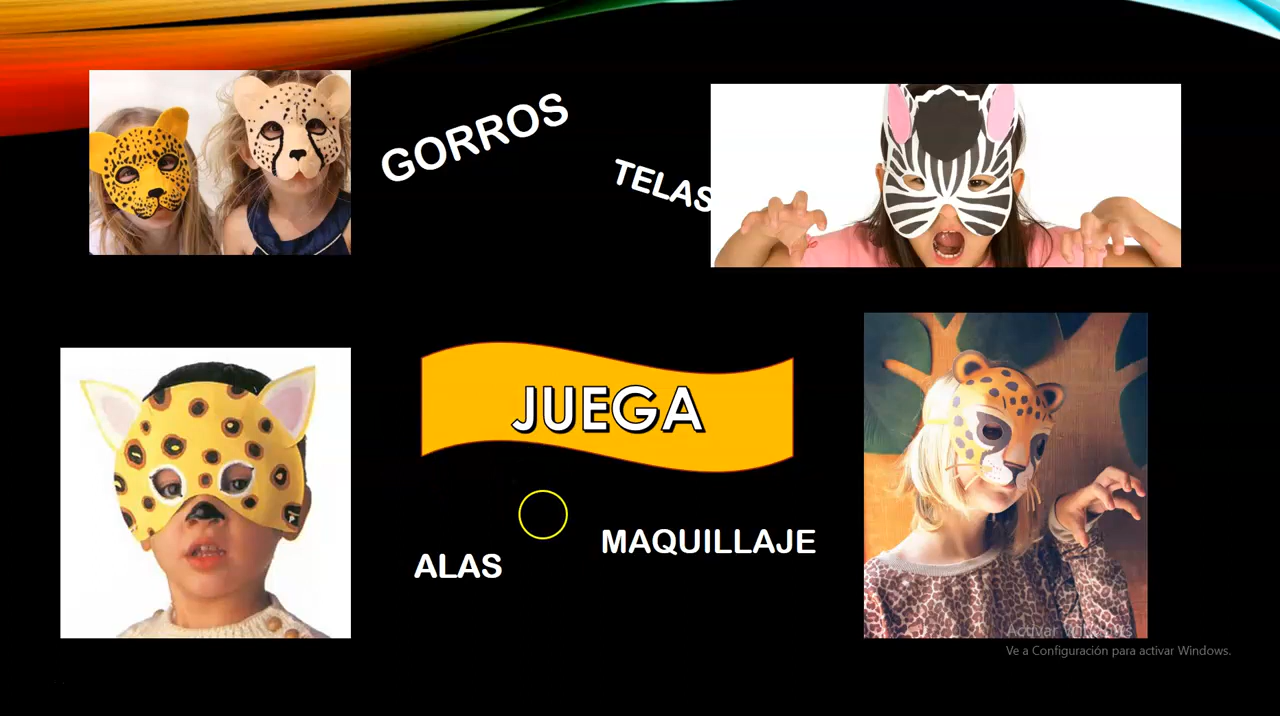 GORROS
TELAS
JUEGA
MAQUILLAJE
ALAS
Activar Windows
Ve a Configuración para activar Windows.